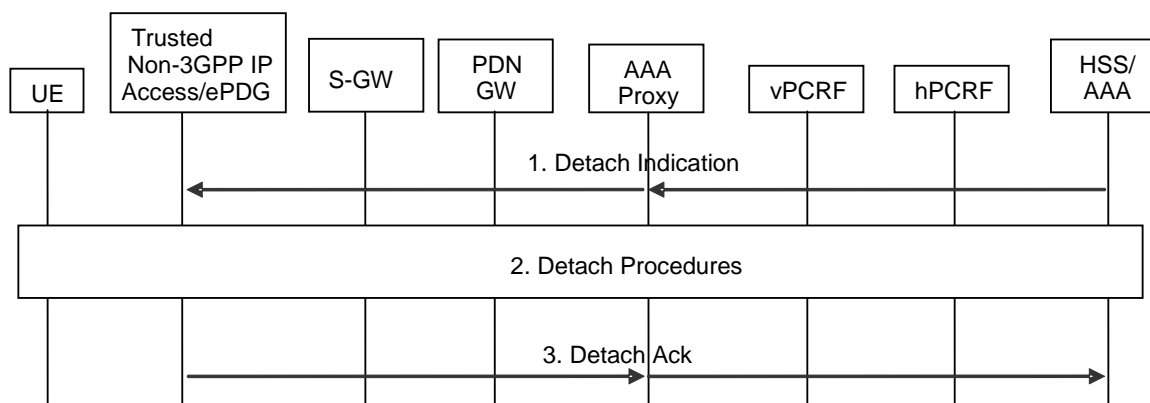 UE
Trusted
Non-3GPP IP
Access/ePDG
S-GW
PDN
GW
AAA
Proxy
vPCRF
hPCRF
HSS/
AAA
1. Detach Indication
2. Detach Procedures
3. Detach Ack